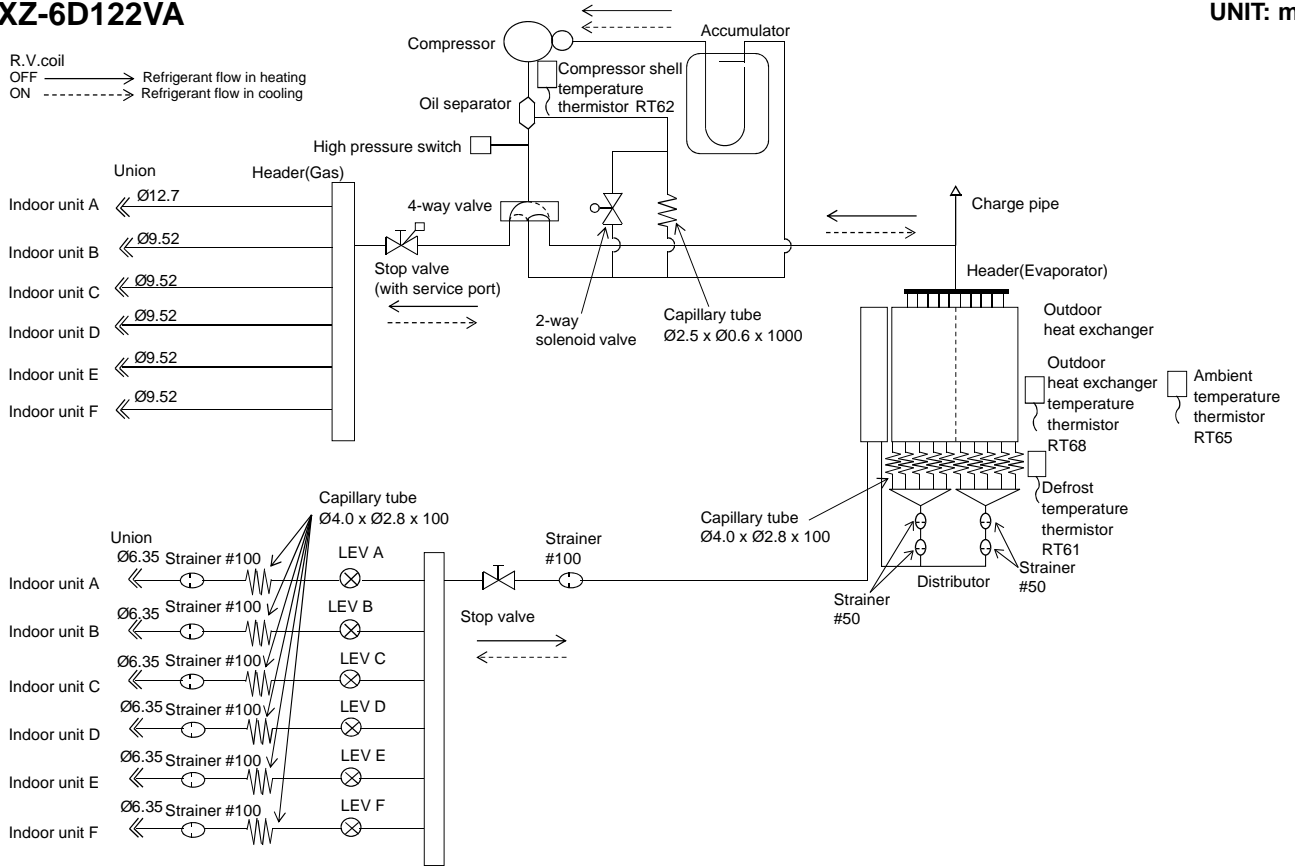 XZ-6D122VA
UNIT: m
R.V.coil
OFF
Refrigerant flow in heating
ON
Refrigerant flow in cooling
Compressor
Accumulator
Compressor shell
temperature
thermistor RT62
Oil separator
High pressure switch
Union
Header(Gas)
Indoor unit A
Ø12.7
4-way valve
Charge pipe
Indoor unit B
Ø9.52
Indoor unit C
Ø9.52
Indoor unit D
Ø9.52
Indoor unit E
Ø9.52
Indoor unit F
Ø9.52
Stop valve
(with service port)
2-way
solenoid valve
Capillary tube
Ø2.5 x Ø0.6 x 1000
Header(Evaporator)
Outdoor
heat exchanger
Outdoor
heat exchanger
temperature
thermistor
RT68
Ambient
temperature
thermistor
RT65
Defrost
temperature
thermistor
RT61
Capillary tube
Ø4.0 x Ø2.8 x 100
Capillary tube
Ø4.0 x Ø2.8 x 100
Strainer
#50
Distributor
Strainer
#50
Union
Strainer
#100
Stop valve
Indoor unit A
Ø6.35
Strainer #100
LEV A
Indoor unit B
Ø6.35
Strainer #100
LEV B
Indoor unit C
Ø6.35
Strainer #100
LEV C
Indoor unit D
Ø6.35
Strainer #100
LEV D
Indoor unit E
Ø6.35
Strainer #100
LEV E
Indoor unit F
Ø6.35
Strainer #100
LEV F